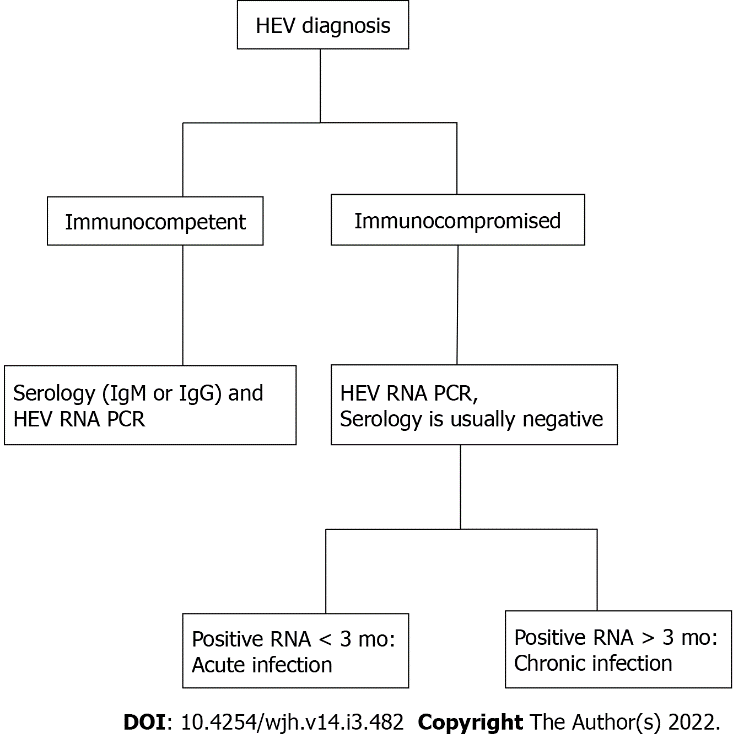 HEV diagnosis
Immunocompetent
Immunocompromised
Serology (IgM or IgG) and
HEV RNA PCR
HEV RNA PCR,
Serology is usually negative
Positive RNA < 3 mo:
Acute infection
Positive RNA > 3 mo:
Chronic infection
DOI: 10.4254/wjh.v14.i3.482 Copyright The Author(s) 2022.